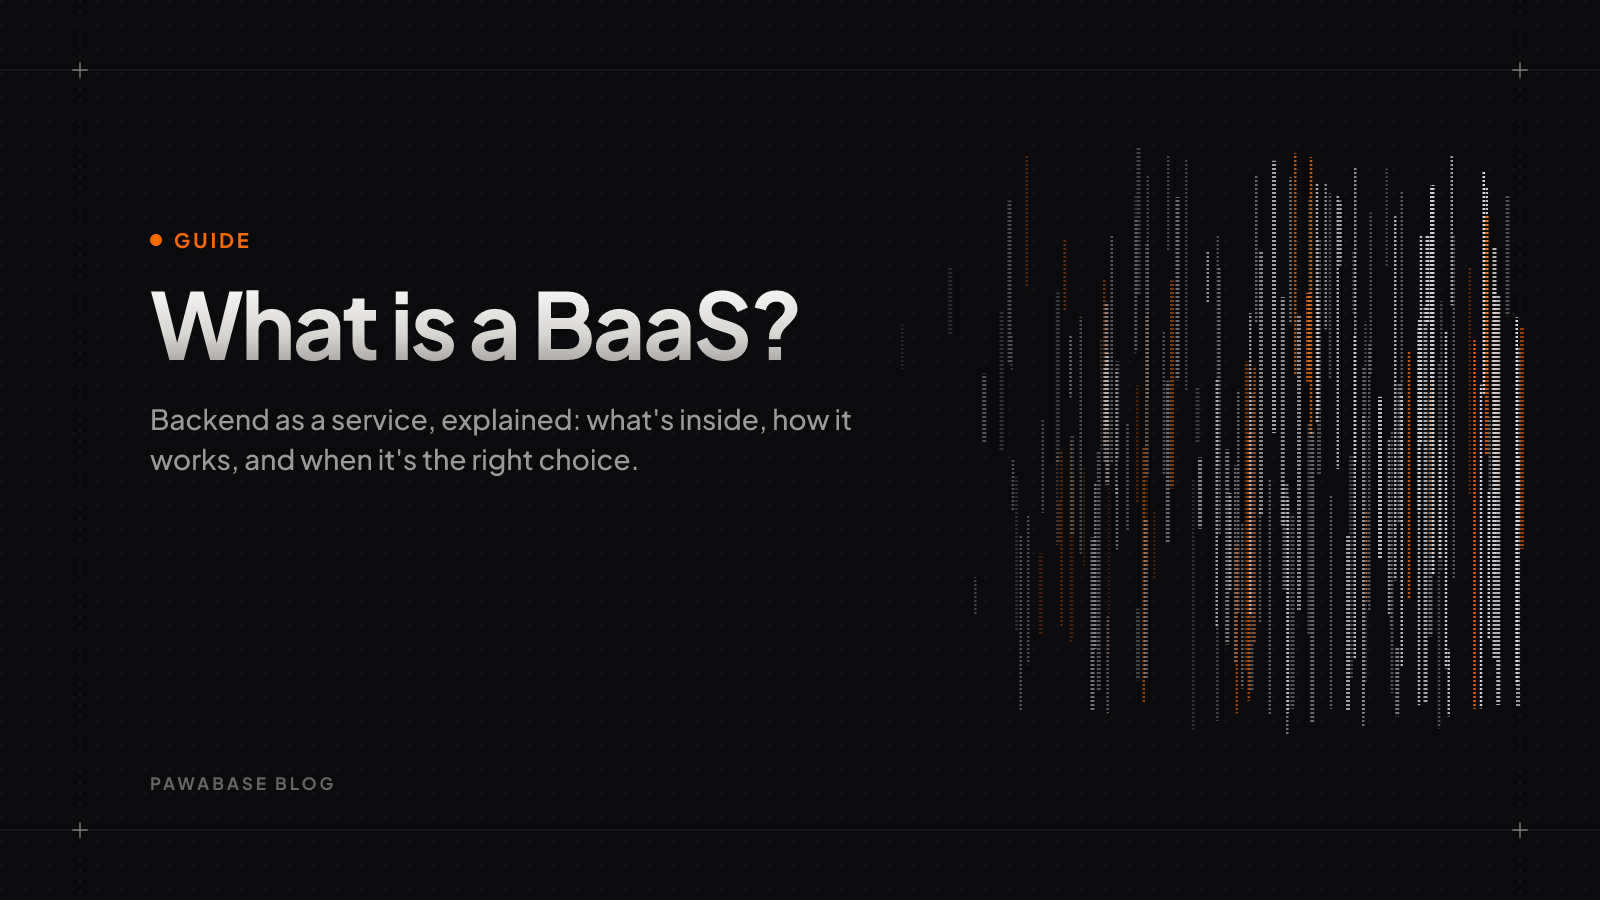 GUIDE
What is a BaaS?
Backend as a service, explained: what's inside, how it
works, and when it's the right choice.
PAWABASE BLOG